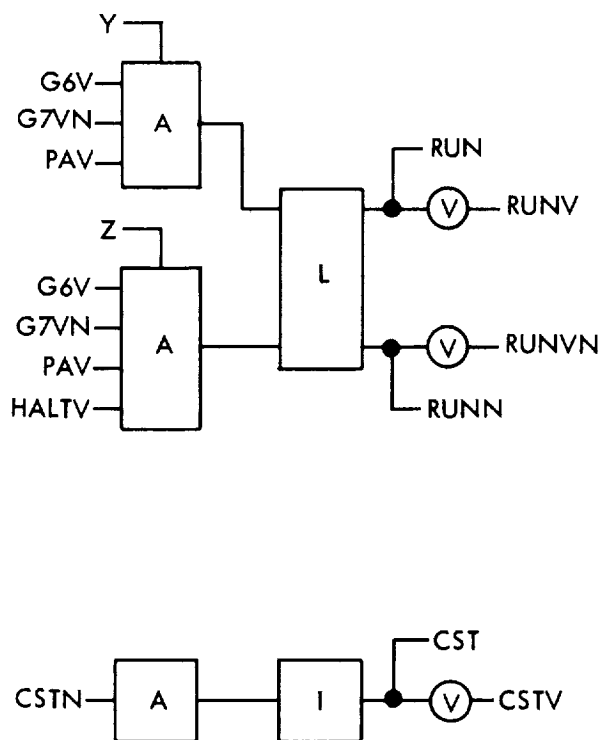 Y
G6V
G7VN
PAV
A
RUN
V
RUNV
Z
G6V
G7VN
PAV
HALTV
A
L
V
RUNVN
RUNN
CST
CSTN
A
I
V
CSTV